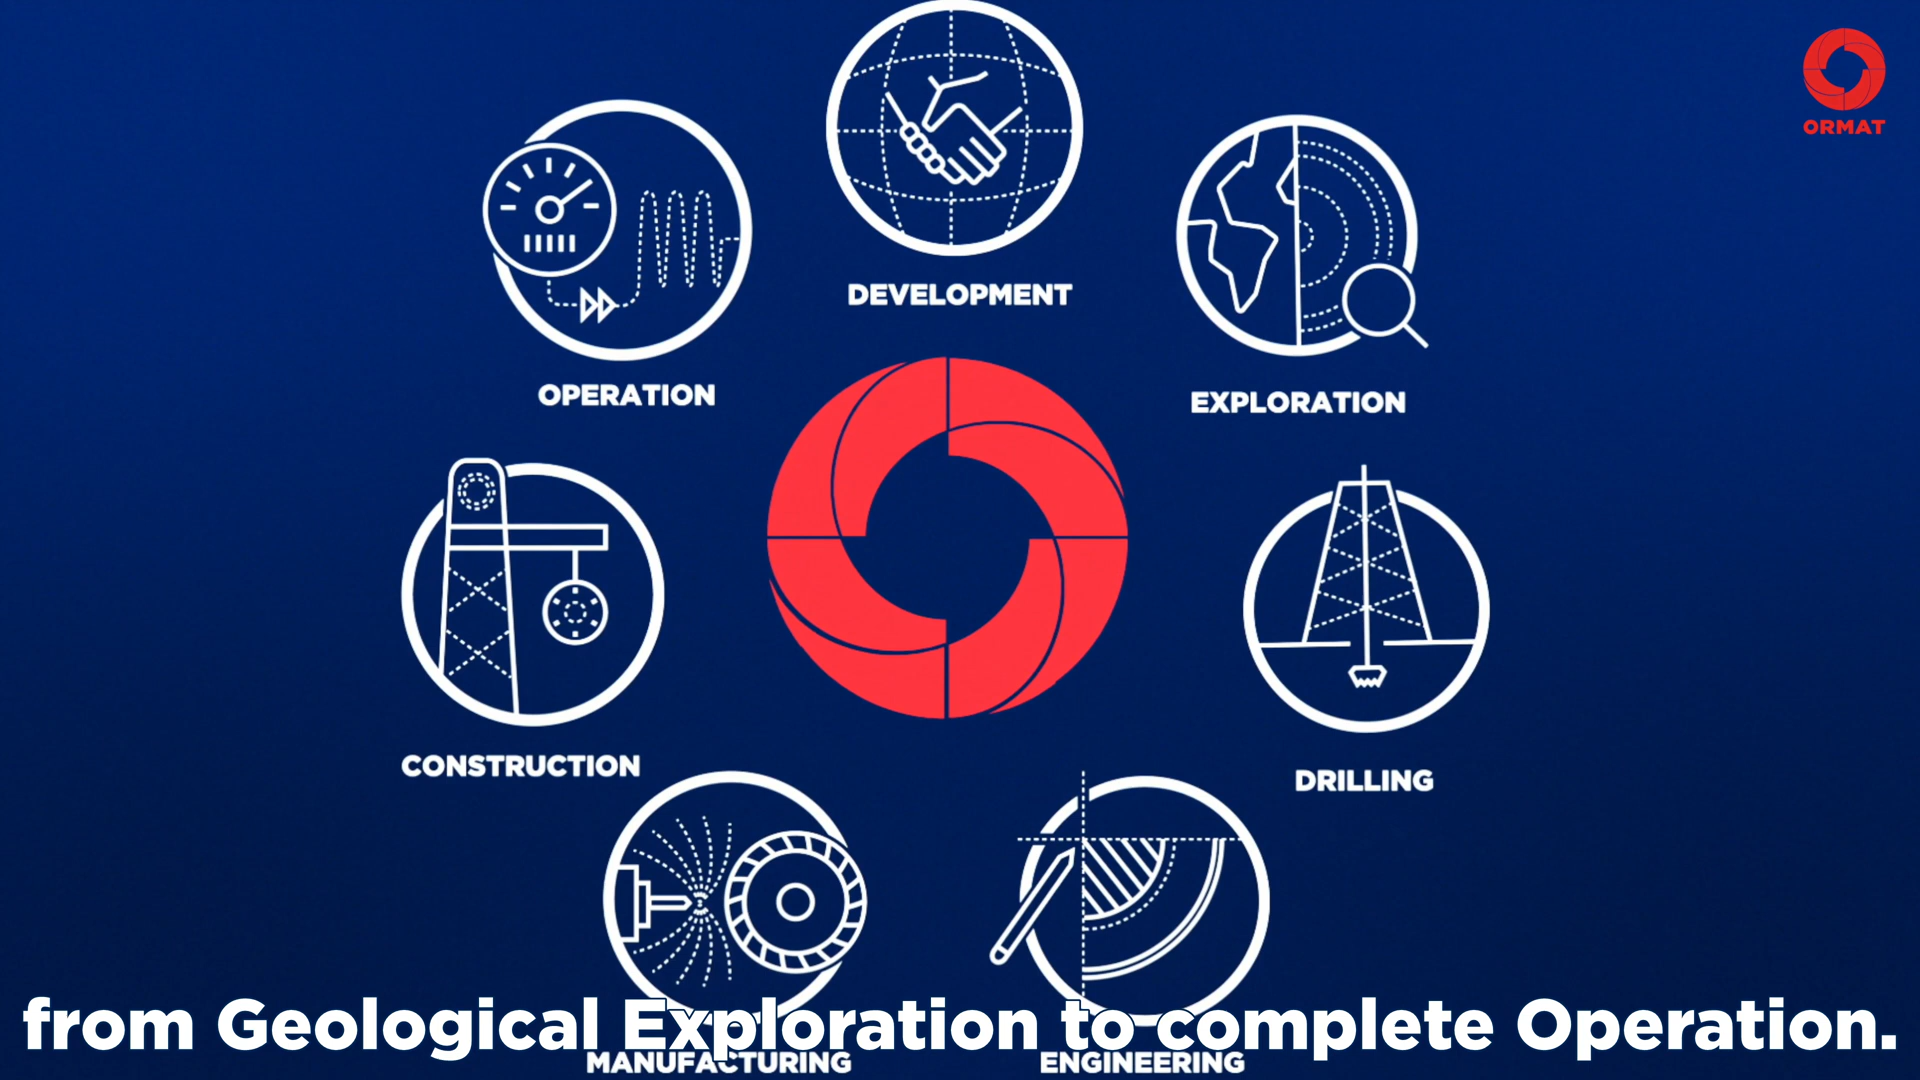 ORMAT
DEVELOPMENT
OPERATION
EXPLORATION
CONSTRUCTION
DRILLING
from Geological Exploration to complete Operation.
MANUFACTURING
ENGINEERING